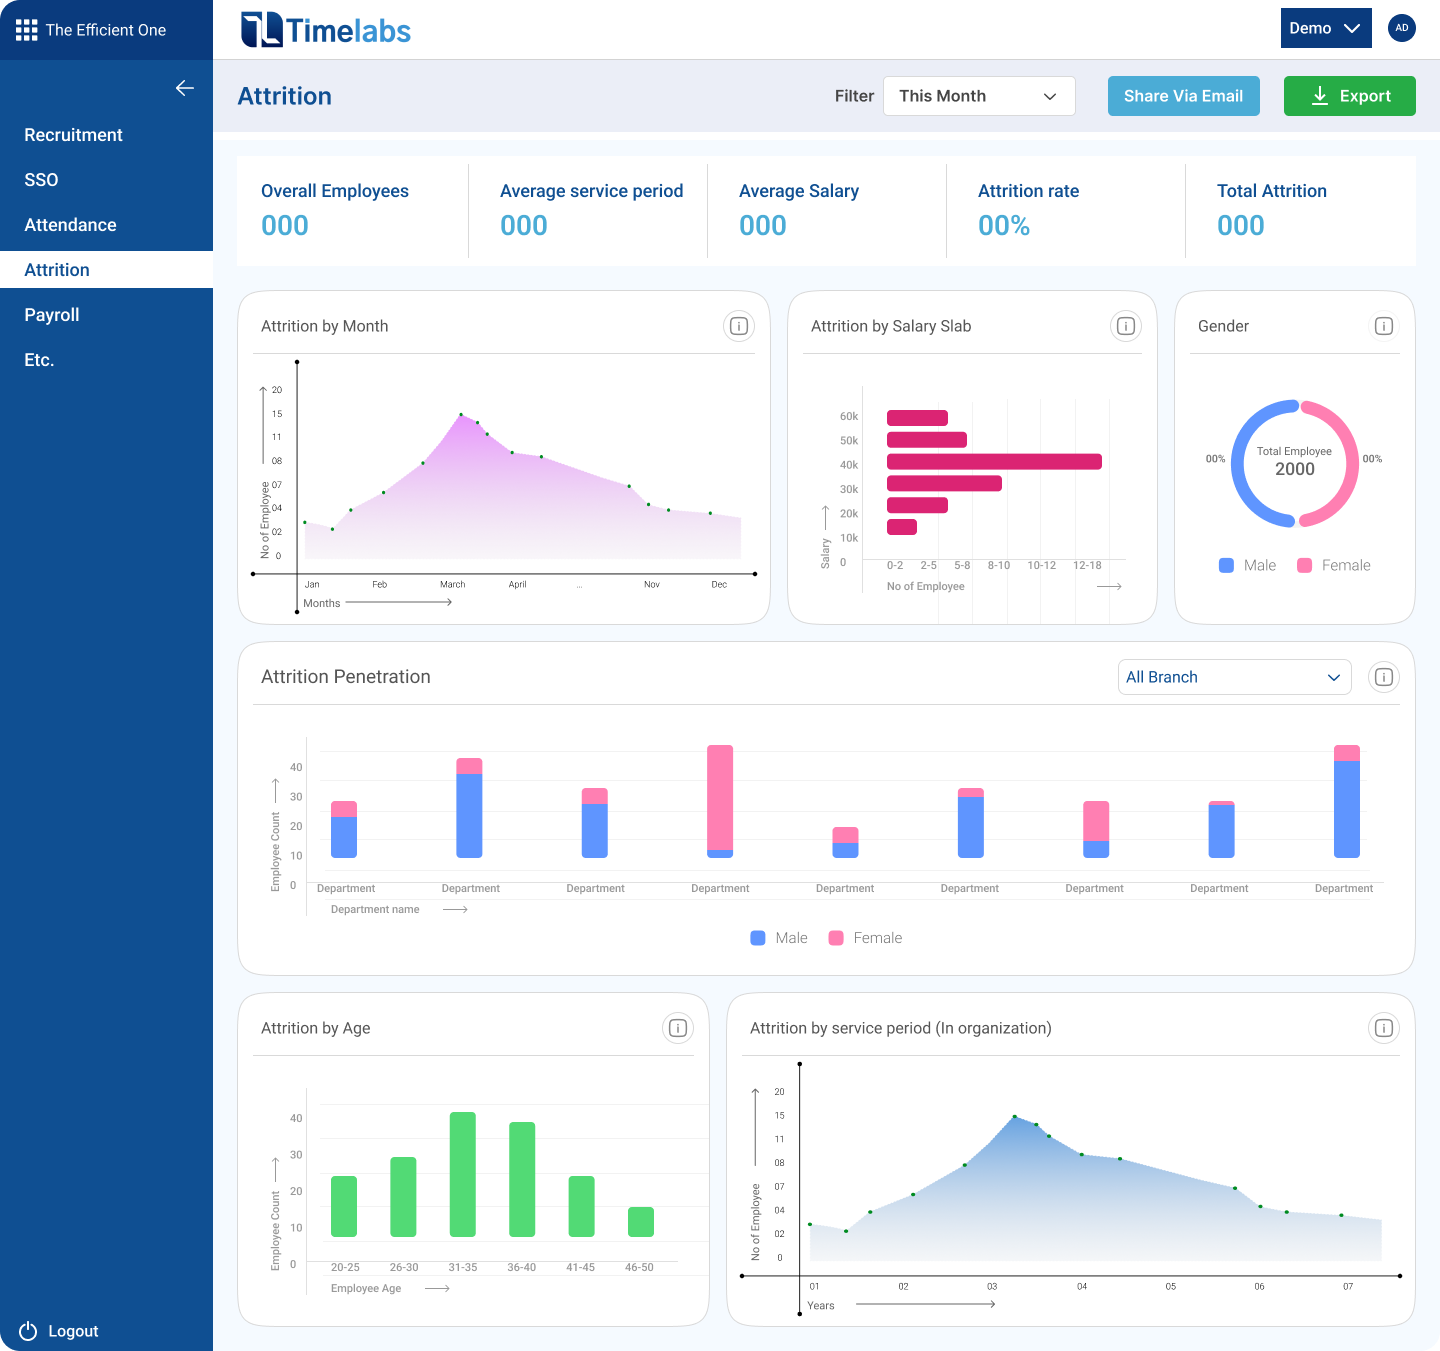 The Efficient One
Timelabs
Demo
AD
Recruitment
SSO
Attendance
Attrition
Payroll
Etc.
Logout
Attrition
Filter
This Month
Share Via Email
Export
Overall Employees
000
Average service period
000
Average Salary
000
Attrition rate
00%
Total Attrition
000
Attrition by Month
i
20
15
11
08
07
04
02
0
No of Employee
Jan Feb March April ... Nov Dec
Months
Attrition by Salary Slab
i
60k
50k
40k
30k
20k
10k
0
Salary
0-2 2-5 5-8 8-10 10-12 12-18
No of Employee
Gender
i
00%
Total Employee
2000
00%
Male Female
Attrition Penetration
All Branch
i
40
30
20
10
0
Employee Count
Department Department Department Department Department Department Department Department Department
Department name
Male Female
Attrition by Age
i
40
30
20
10
0
Employee Count
20-25 26-30 31-35 36-40 41-45 46-50
Employee Age
Attrition by service period (In organization)
i
20
15
11
08
07
04
02
0
No of Employee
01 02 03 04 05 06 07
Years